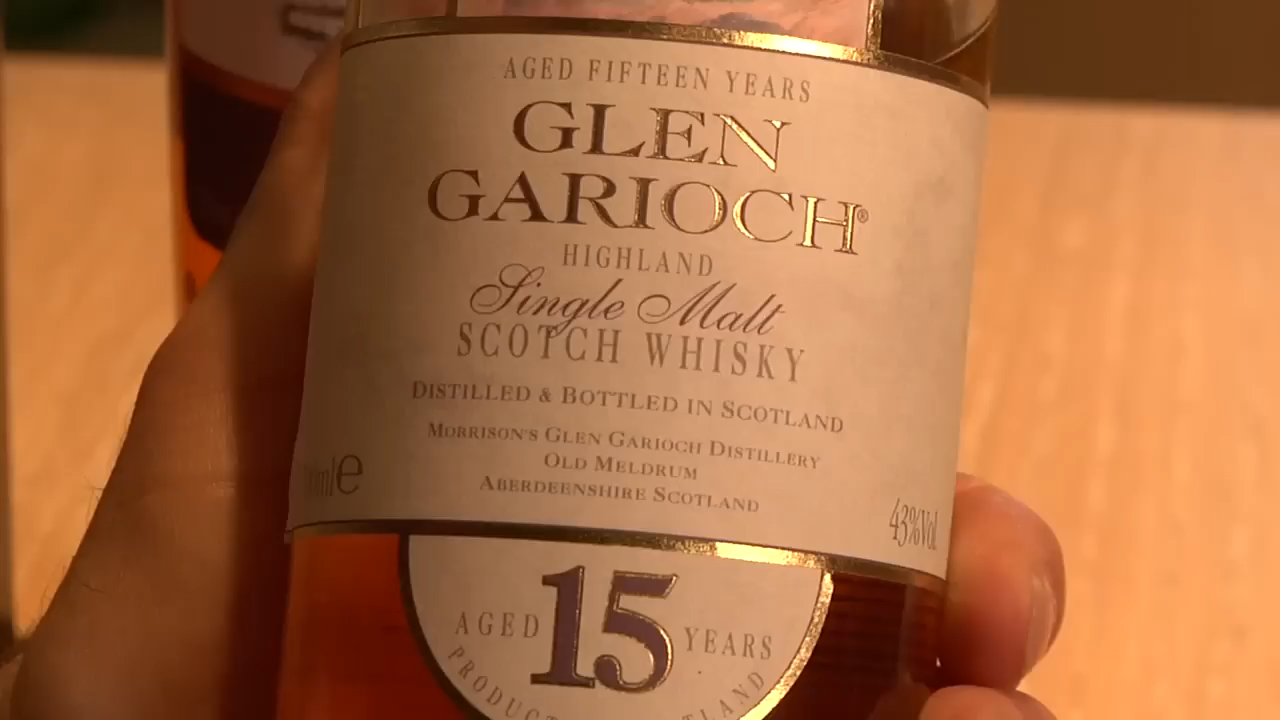 AGED FIFTEEN YEARS
GLEN
GARIOCH®
HIGHLAND
Single Malt
SCOTCH WHISKY
DISTILLED & BOTTLED IN SCOTLAND
MORRISON'S GLEN GARIOCH DISTILLERY
OLD MELDRUM
ABERDEENSHIRE SCOTLAND
43%Vol
AGED 15 YEARS